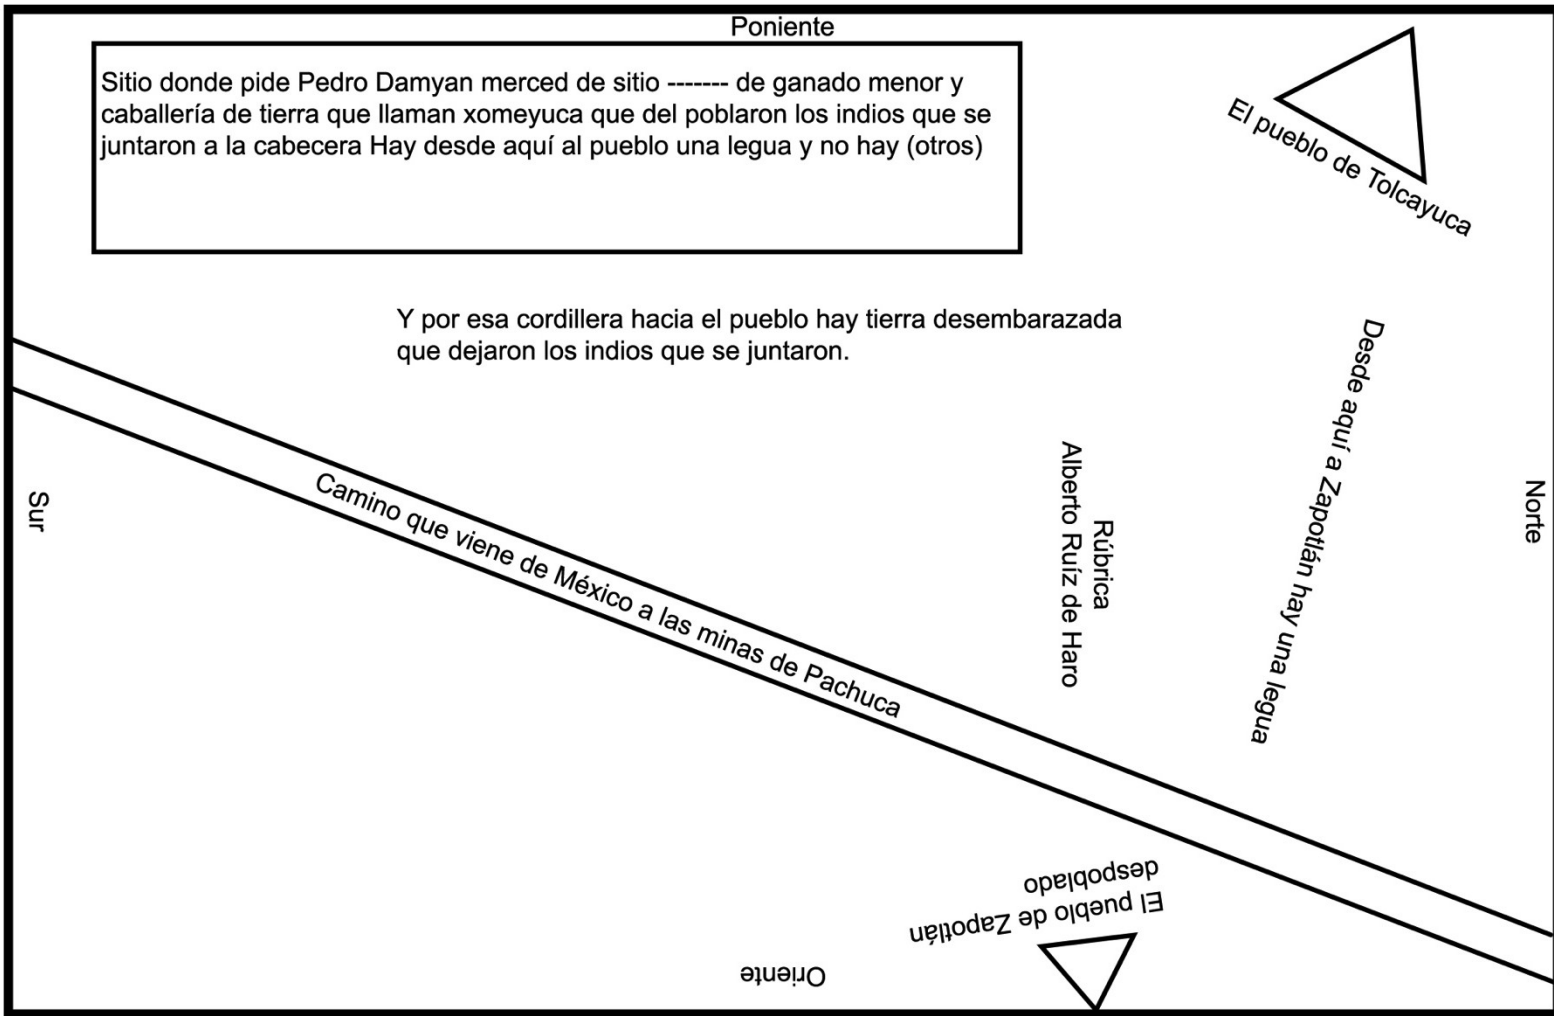 Poniente
Sitio donde pide Pedro Damyan merced de sitio ------- de ganado menor y
caballería de tierra que llaman xomeyuca que del poblaron los indios que se
juntaron a la cabecera Hay desde aquí al pueblo una legua y no hay (otros)
El pueblo de Tolcayuca
Y por esa cordillera hacia el pueblo hay tierra desembarazada
que dejaron los indios que se juntaron.
Desde aquí a Zapotlán hay una legua
Norte
Rúbrica
Alberto Ruíz de Haro
Sur
Camino que viene de México a las minas de Pachuca
El pueblo de Zapotlán
despoblado
Oriente